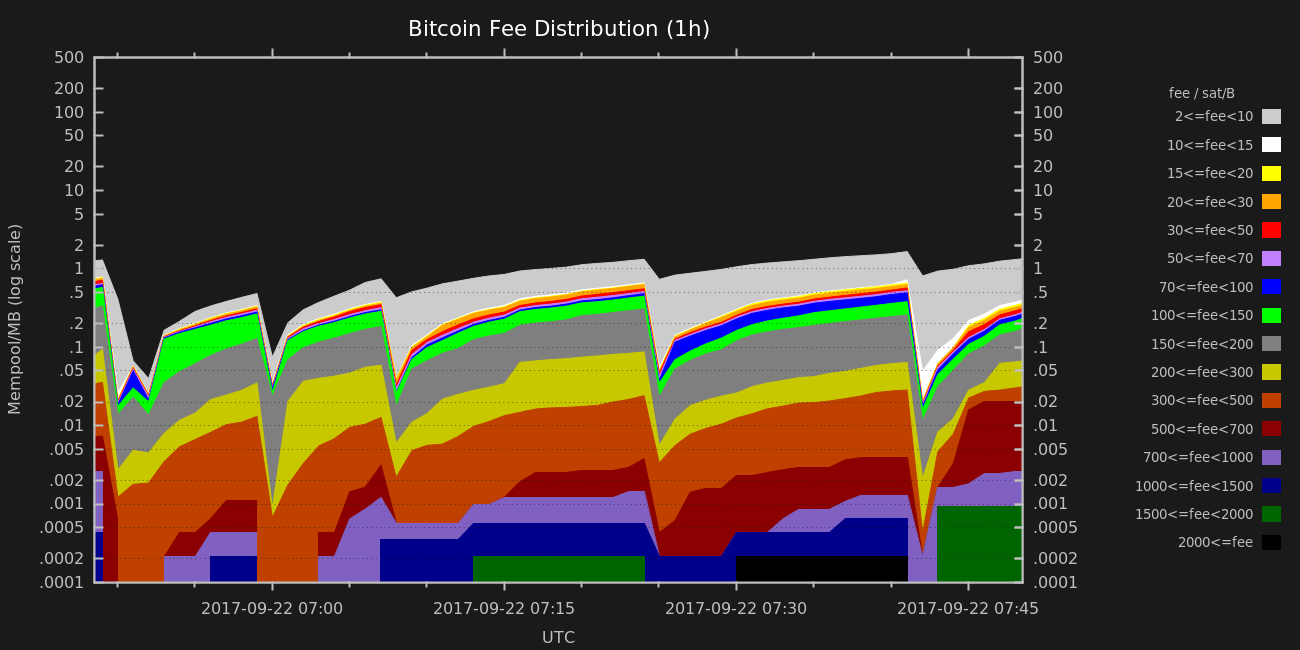 Bitcoin Fee Distribution (1h)
Mempool/MB (log scale)
500
200
100
50
20
10
5
2
1
.5
.2
.1
.05
.02
.01
.005
.002
.001
.0005
.0002
.0001
500
200
100
50
20
10
5
2
1
.5
.2
.1
.05
.02
.01
.005
.002
.001
.0005
.0002
.0001
2017-09-22 07:00
2017-09-22 07:15
2017-09-22 07:30
2017-09-22 07:45
UTC
fee / sat/B
2<=fee<10
10<=fee<15
15<=fee<20
20<=fee<30
30<=fee<50
50<=fee<70
70<=fee<100
100<=fee<150
150<=fee<200
200<=fee<300
300<=fee<500
500<=fee<700
700<=fee<1000
1000<=fee<1500
1500<=fee<2000
2000<=fee